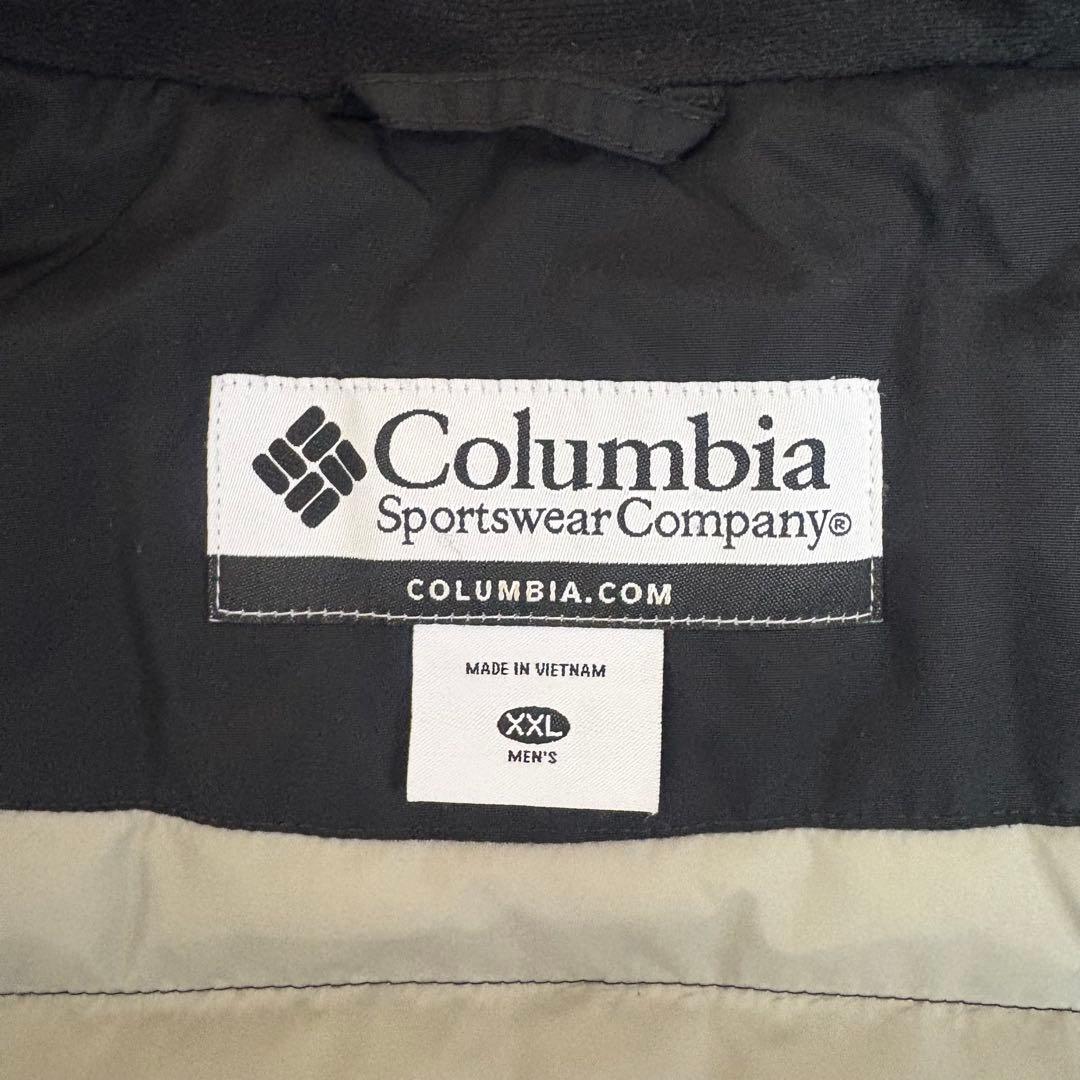 Columbia
Sportswear Company®
COLUMBIA.COM
MADE IN VIETNAM
XXL
MEN'S